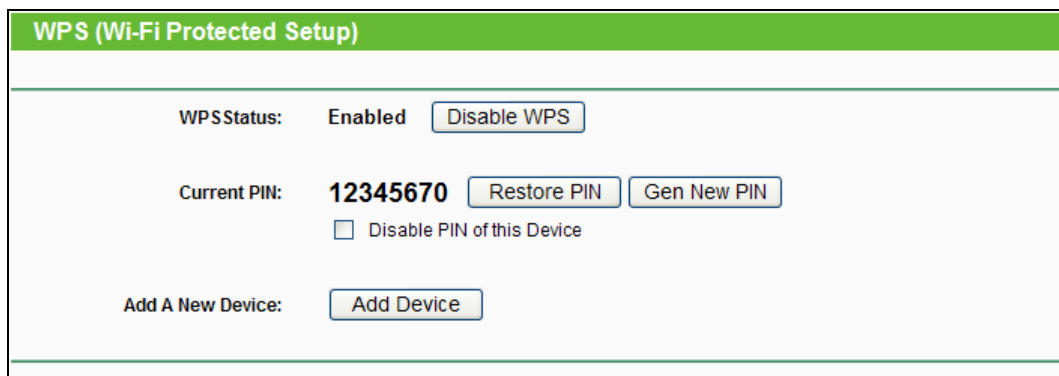 WPS (Wi-Fi Protected Setup)
WPS Status: Enabled Disable WPS
Current PIN: 12345670 Restore PIN Gen New PIN
Disable PIN of this Device
Add A New Device: Add Device